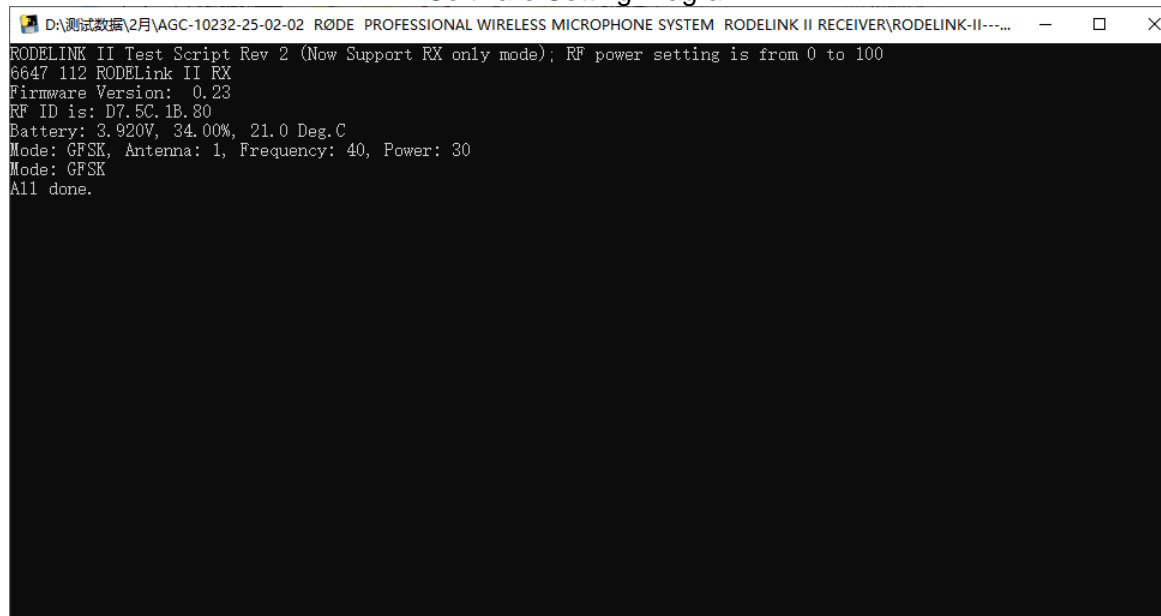 Software Setting Diagram
D:\测试数据\2月\AGC-10232-25-02-02 RØDE PROFESSIONAL WIRELESS MICROPHONE SYSTEM RODELINK II RECEIVER\RODELINK-II---...
RODELINK II Test Script Rev 2 (Now Support RX only mode); RF power setting is from 0 to 100
6647 112 RODELink II RX
Firmware Version: 0.23
RF ID is: D7.5C.1B.80
Battery: 3.920V, 34.00%, 21.0 Deg.C
Mode: GFSK, Antenna: 1, Frequency: 40, Power: 30
Mode: GFSK
All done.